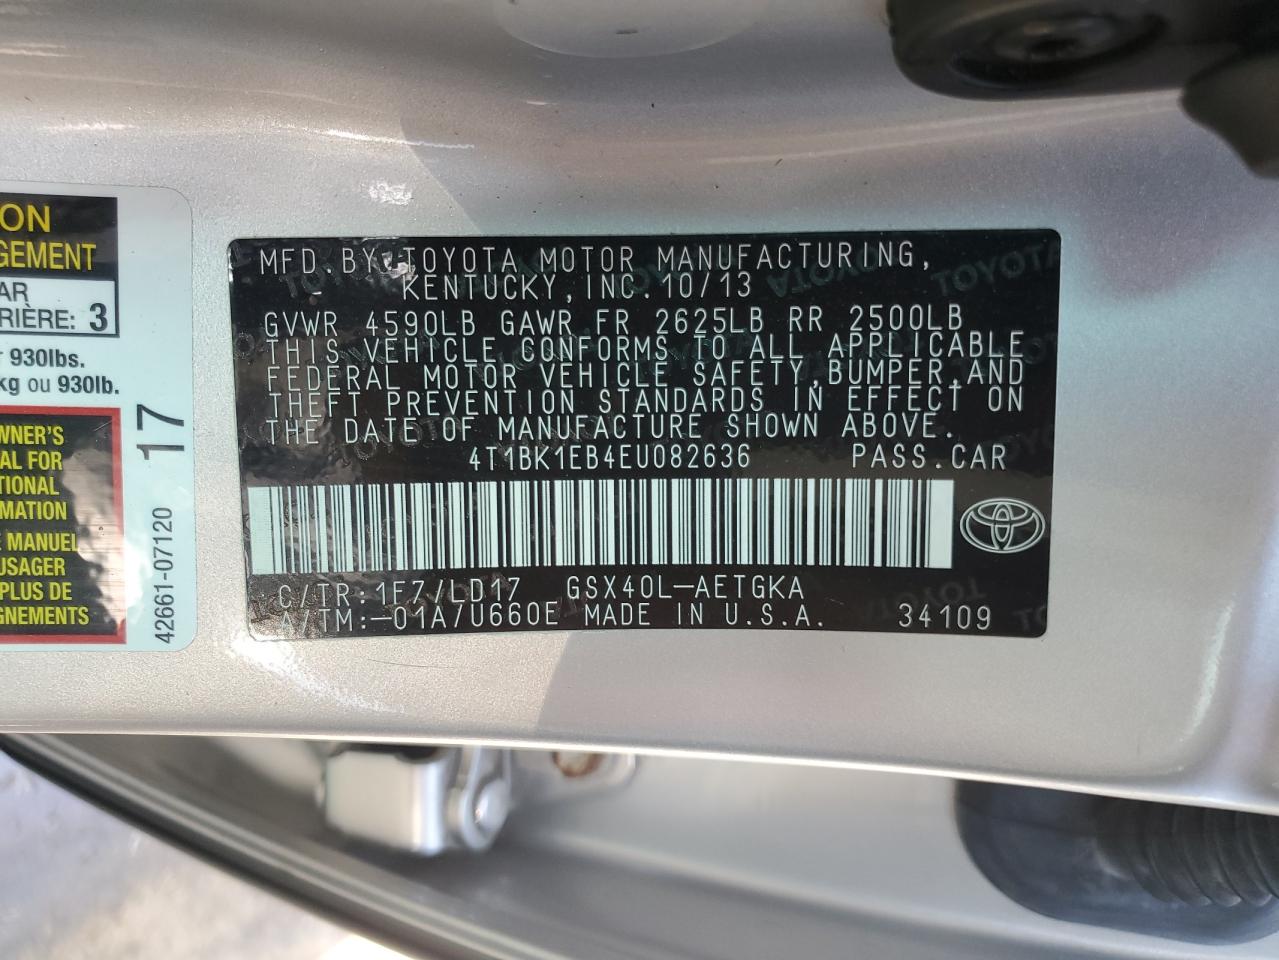 ON
GEMENT
AR
RIÈRE: 3
r 930lbs.
kg ou 930lb.
WNER'S
AL FOR
TIONAL
MATION
E MANUEL
USAGER
PLUS DE
GNEMENTS
17
42661-07120
MFD.BY TOYOTA MOTOR MANUFACTURING,
KENTUCKY, INC. 10/13
GVWR 4590LB GAWR FR 2625LB RR 2500LB
THIS VEHICLE CONFORMS TO ALL APPLICABLE
FEDERAL MOTOR VEHICLE SAFETY,BUMPER,AND
THEFT PREVENTION STANDARDS IN EFFECT ON
THE DATE OF MANUFACTURE SHOWN ABOVE.
4T1BK1EB4EU082636 PASS.CAR
C/TR:1F7/LD17 GSX40L-AETGKA
A/TM:-01A/U660E MADE IN U.S.A. 34109